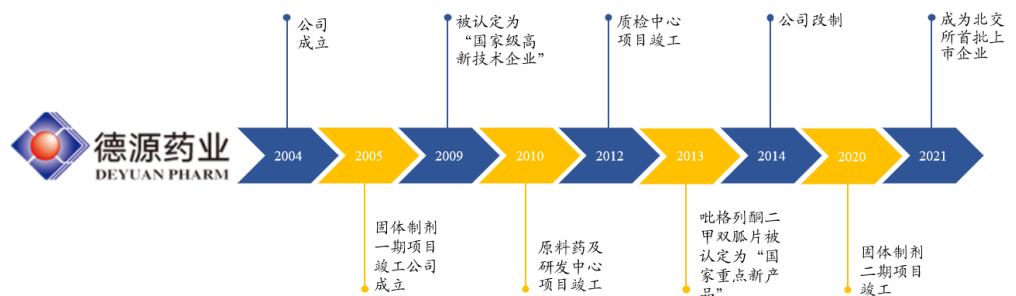 公司
成立
被认定为
“国家级高
新技术企业”
质检中心
项目竣工
公司改制
成为北交
所首批上
市企业
德源药业
DEYUAN PHARM
2004
2005
2009
2010
2012
2013
2014
2020
2021
固体制剂
一期项目
竣工公司
成立
原料药及
研发中心
项目竣工
吡格列酮二
甲双胍片被
认定为“国
家重点新产
品”
固体制剂
二期项目
竣工